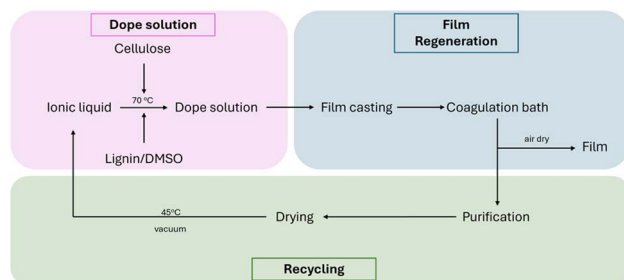 Dope solution
Cellulose
Ionic liquid
70 °C
Dope solution
Lignin/DMSO
Film
Regeneration
Film casting
Coagulation bath
air dry
Film
45°C
vacuum
Drying
Purification
Recycling